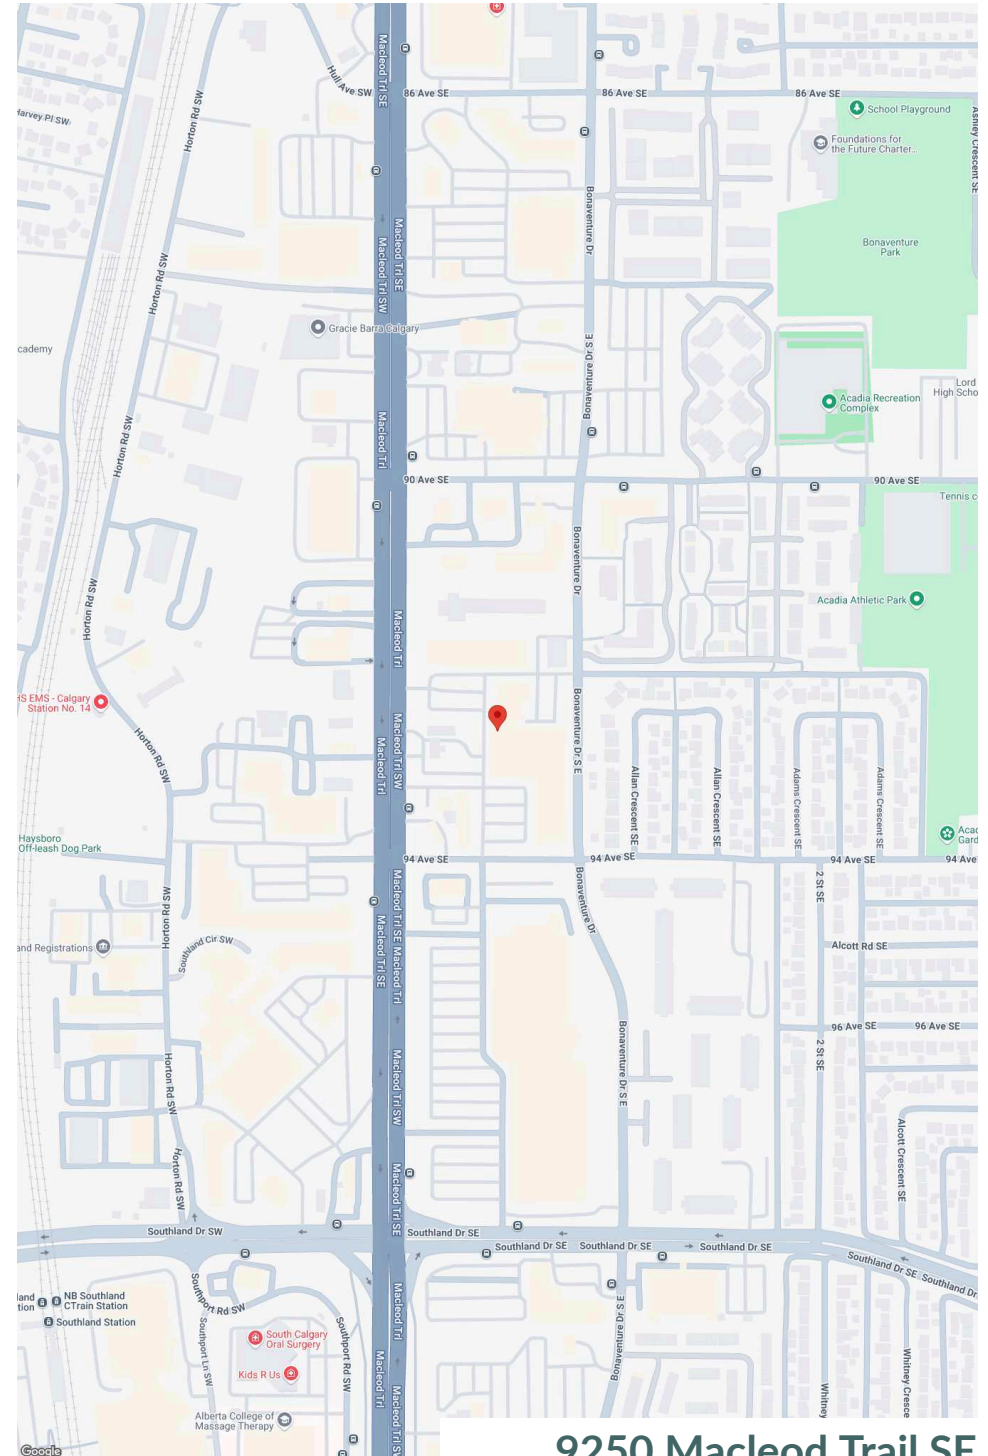 Macleod Trl SE
Hull Ave SW
86 Ave SE
86 Ave SE
86 Ave SE
School Playground
Foundations for
the Future Charter...
Ashley Crescent SE
Harvey Pl SW
Horton Rd SW
Bonaventure Dr
Macleod Trl SE
Macleod Trl SW
Bonaventure
Park
Horton Rd SW
Gracie Barra Calgary
cademy
Bonaventure Dr S E
Lord
High Scho
Acadia Recreation
Complex
Horton Rd SW
Macleod Trl
90 Ave SE
90 Ave SE
Tennis c
Bonaventure Dr
Horton Rd SW
Macleod Trl
Acadia Athletic Park
HS EMS - Calgary
Station No. 14
Horton Rd SW
Macleod Trl SW
Macleod Trl
Bonaventure Dr S E
Allan Crescent SE
Allan Crescent SE
Adams Crescent SE
Adams Crescent SE
Haysboro
Off-leash Dog Park
Acac
Gard
94 Ave SE
94 Ave SE
94 Ave SE
94 Ave
Horton Rd SW
Macleod Trl SE
Bonaventure Dr
2 St SE
and Registrations
Southland Cir SW
Macleod Trl SE
Macleod Trl
Alcott Rd SE
96 Ave SE
96 Ave SE
Horton Rd SW
Macleod Trl SW
Bonaventure Dr S E
2 St SE
Alcott Crescent SE
Horton Rd SW
Macleod Trl SE
Southland Dr SW
Southland Dr SE
Southland Dr SE
Southland Dr SE
Southland Dr SE
Southland Dr SE
Southland Dr
land
tion
NB Southland
CTrain Station
Southland Station
Southport Rd SW
Southport Ln SW
South Calgary
Oral Surgery
Kids R Us
Southport Rd SW
Macleod Trl
Macleod Trl
Bonaventure Dr S E
Whitney
Whitney Cresce
Alberta College of
Massage Therapy
Macleod Trl SW
Google
9250 Macleod Trail SE